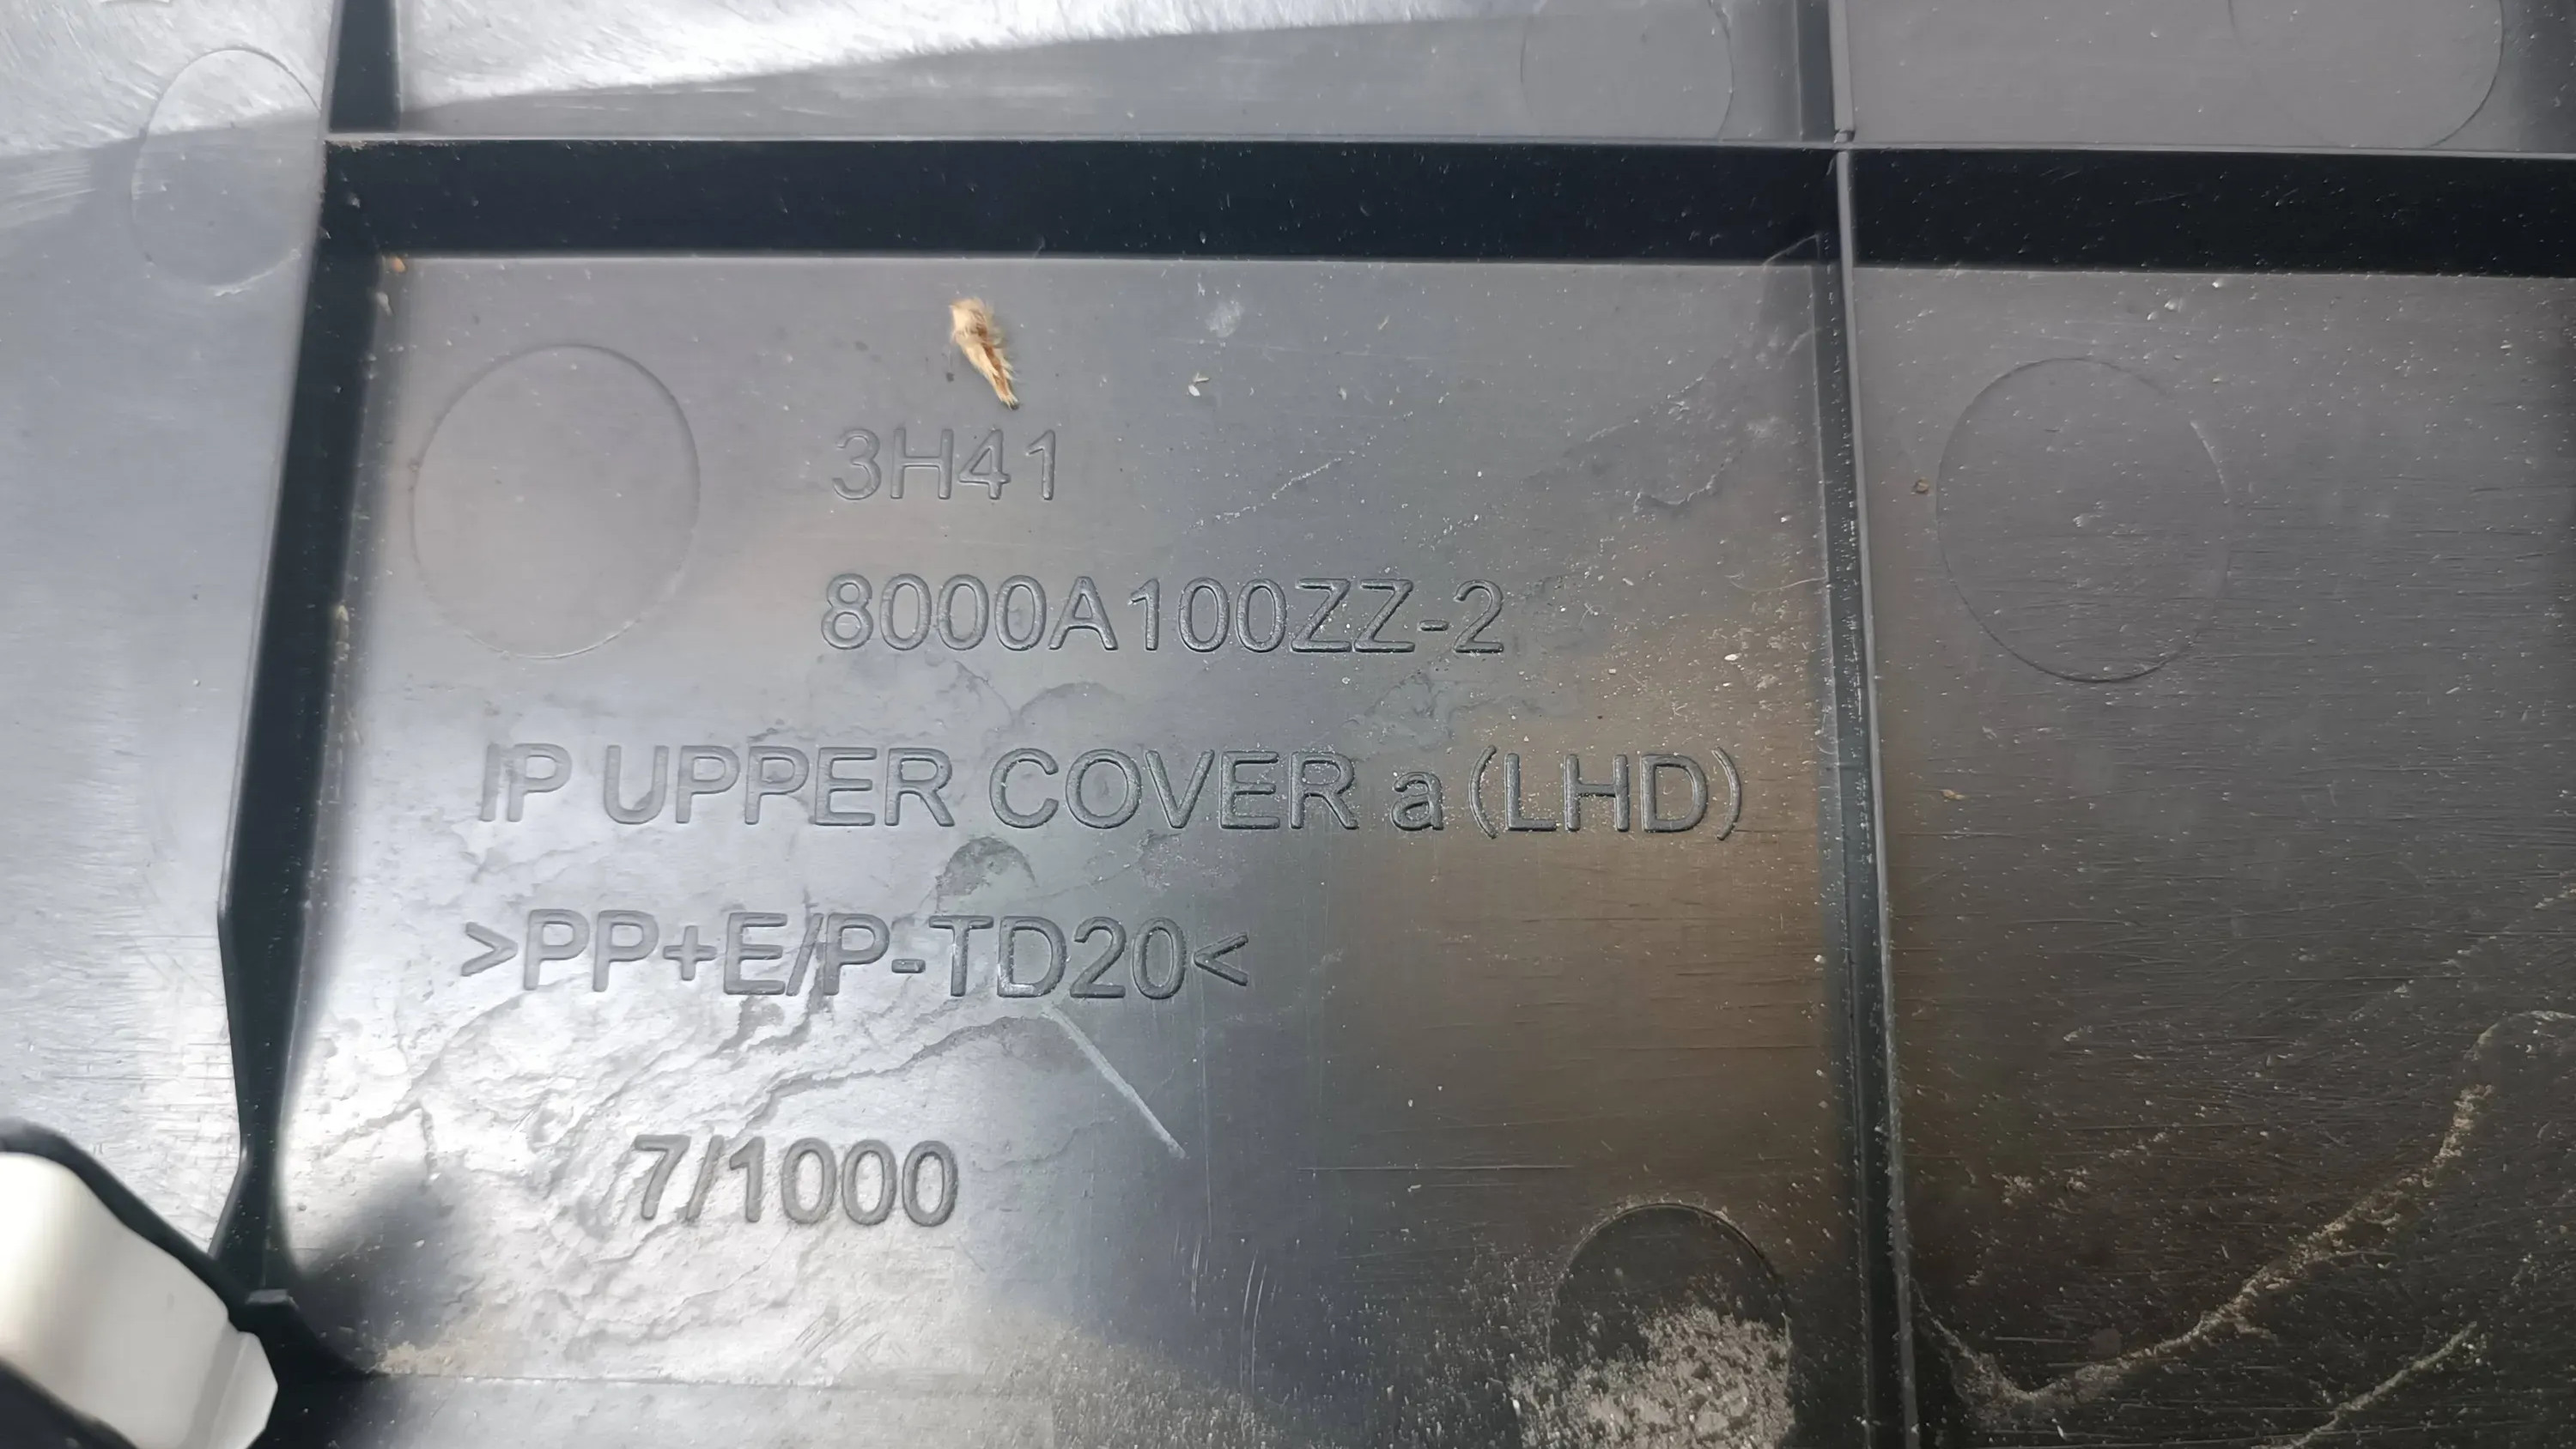 3H41
8000A100ZZ-2
IP UPPER COVER a (LHD)
>PP+E/P-TD20<
7/1000